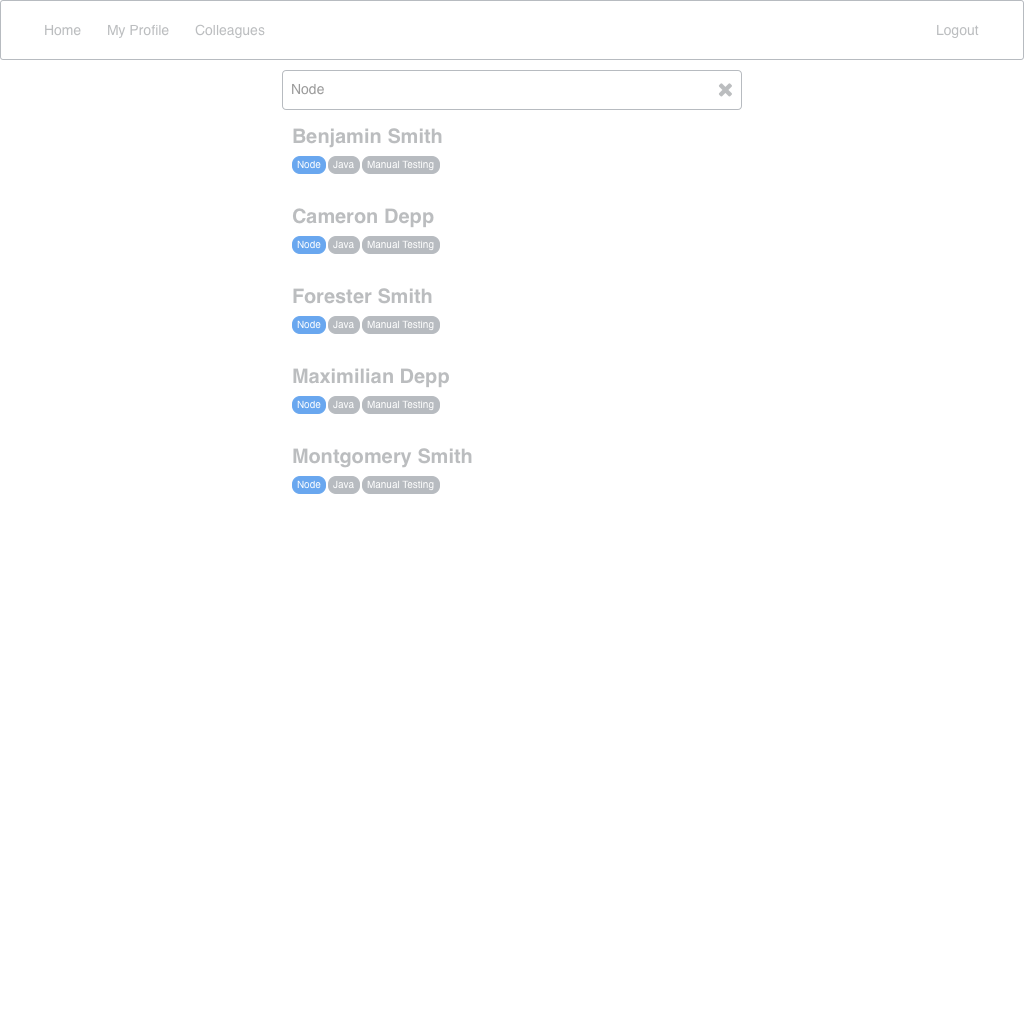 Home My Profile Colleagues Logout
Node
Benjamin Smith
Node Java Manual Testing
Cameron Depp
Node Java Manual Testing
Forester Smith
Node Java Manual Testing
Maximilian Depp
Node Java Manual Testing
Montgomery Smith
Node Java Manual Testing